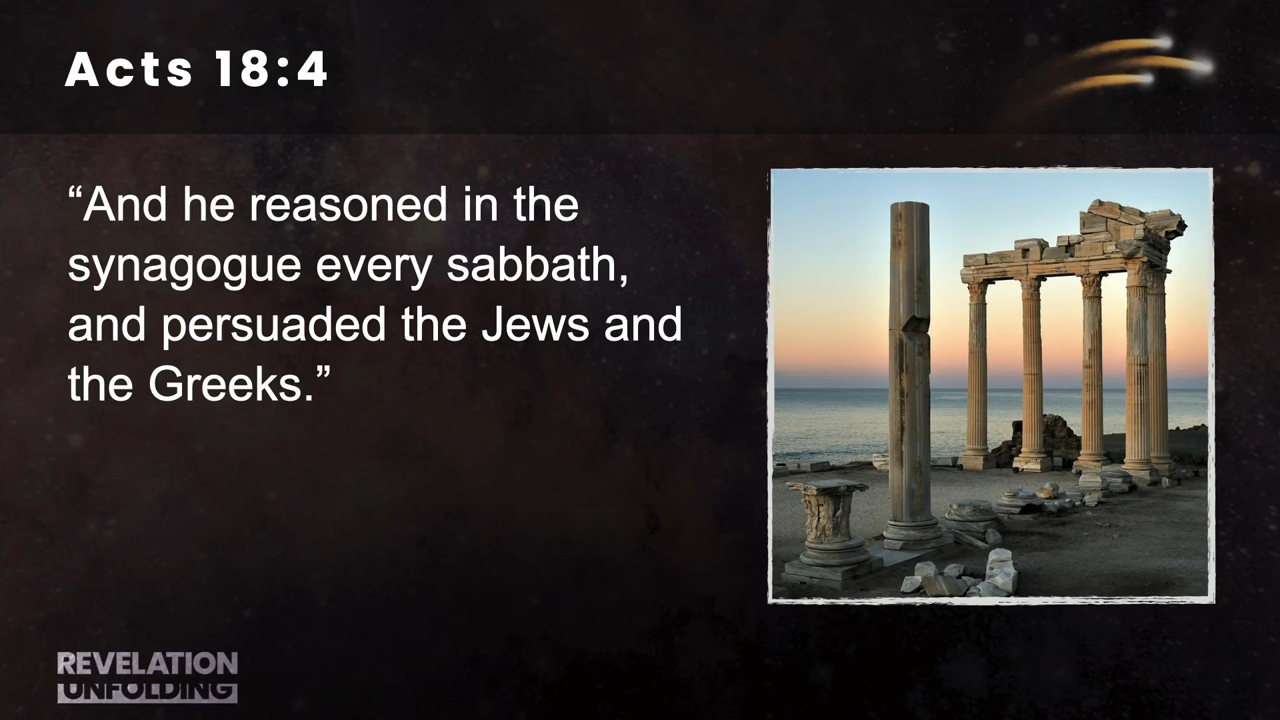 Acts 18:4
“And he reasoned in the
synagogue every sabbath,
and persuaded the Jews and
the Greeks.”
REVELATION
UNFOLDING